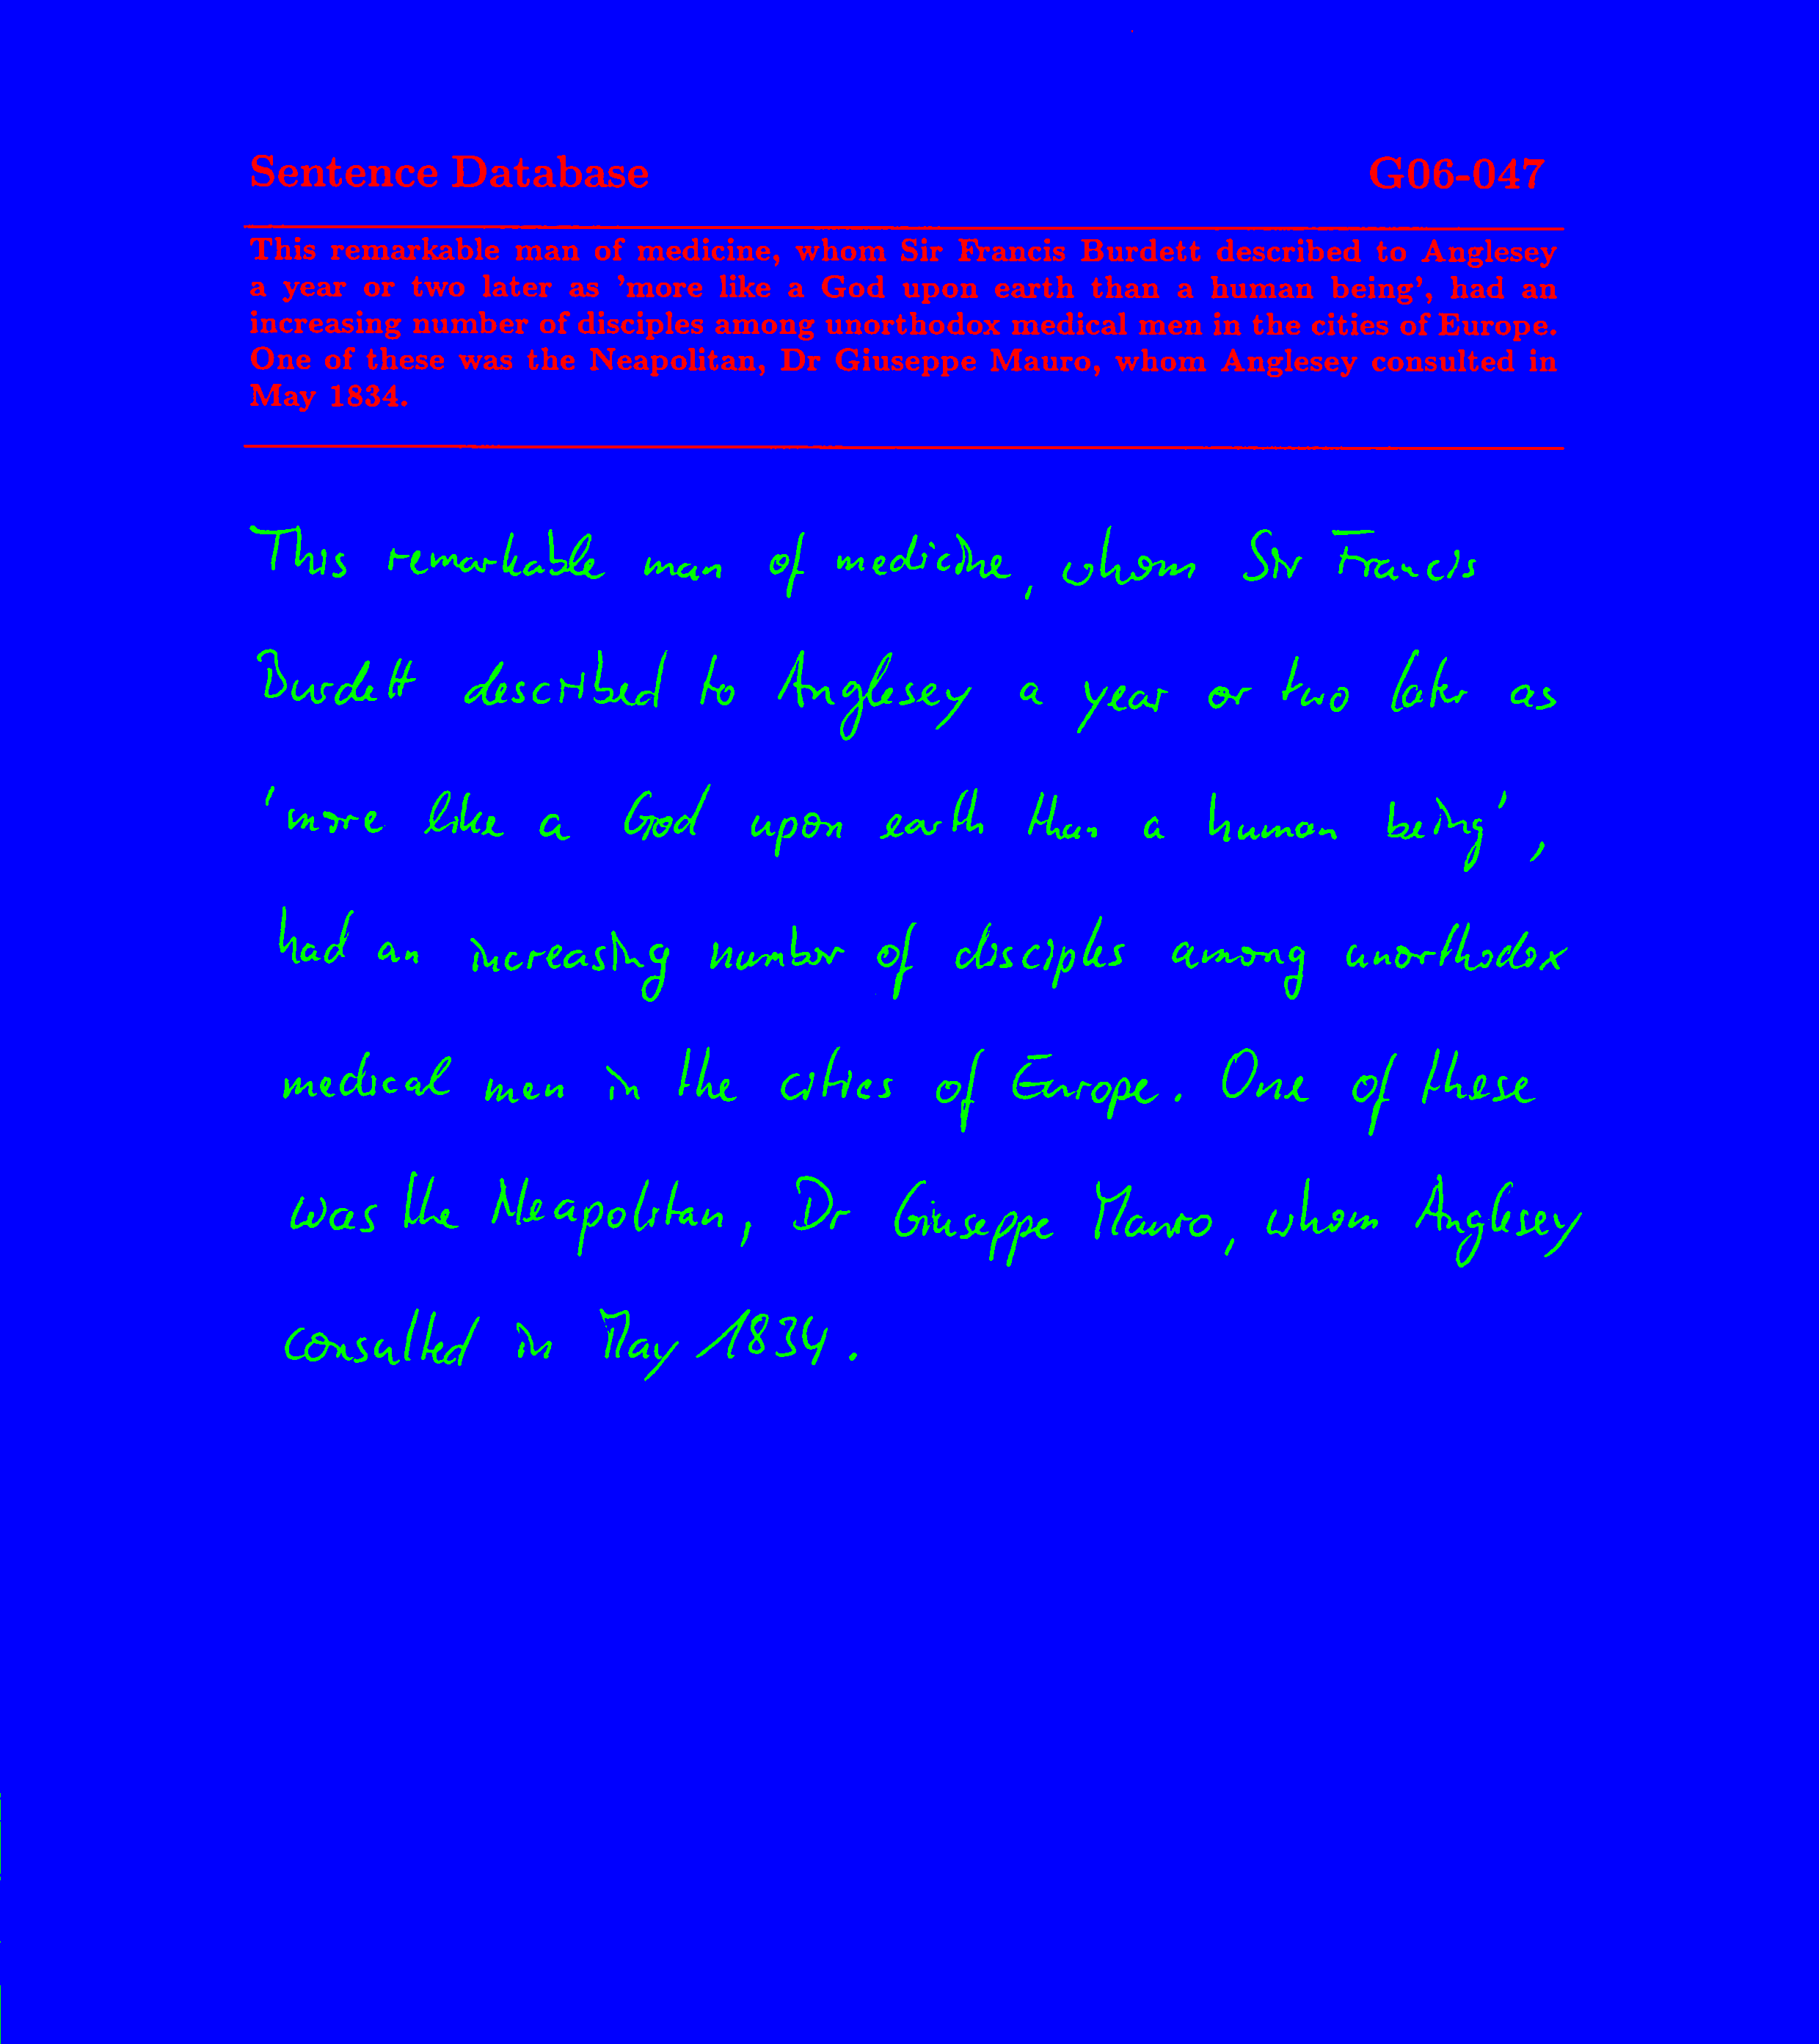 Sentence Database G06-047
This remarkable man of medicine, whom Sir Francis Burdett described to Anglesey
a year or two later as 'more like a God upon earth than a human being', had an
increasing number of disciples among unorthodox medical men in the cities of Europe.
One of these was the Neapolitan, Dr Giuseppe Mauro, whom Anglesey consulted in
May 1834.
This remarkable man of medicine, whom Sir Francis
Burdett described to Anglesey a year or two later as
'more like a God upon earth than a human being',
had an increasing number of disciples among unorthodox
medical men in the cities of Europe. One of these
was the Neapolitan, Dr Giuseppe Mauro, whom Anglesey
consulted in May 1834.